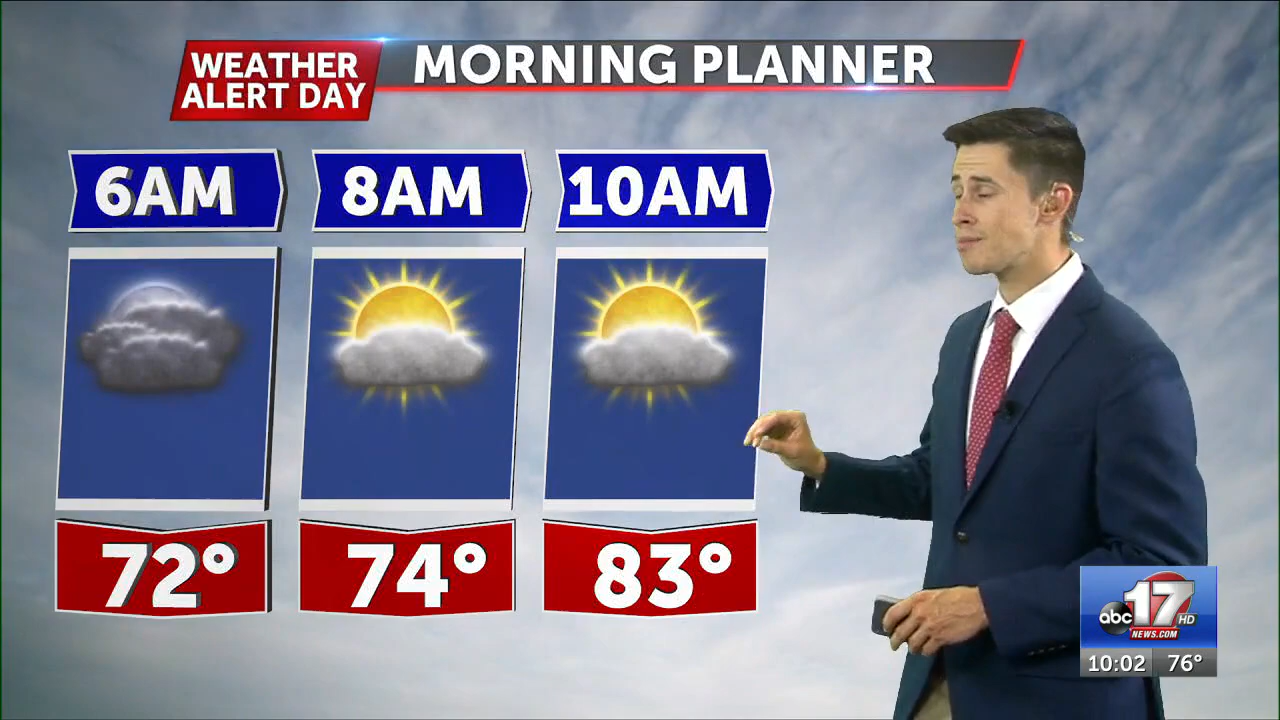 WEATHER
ALERT DAY
MORNING PLANNER
6AM
8AM
10AM
72°
74°
83°
abc 17 HD
NEWS.COM
10:02 76°